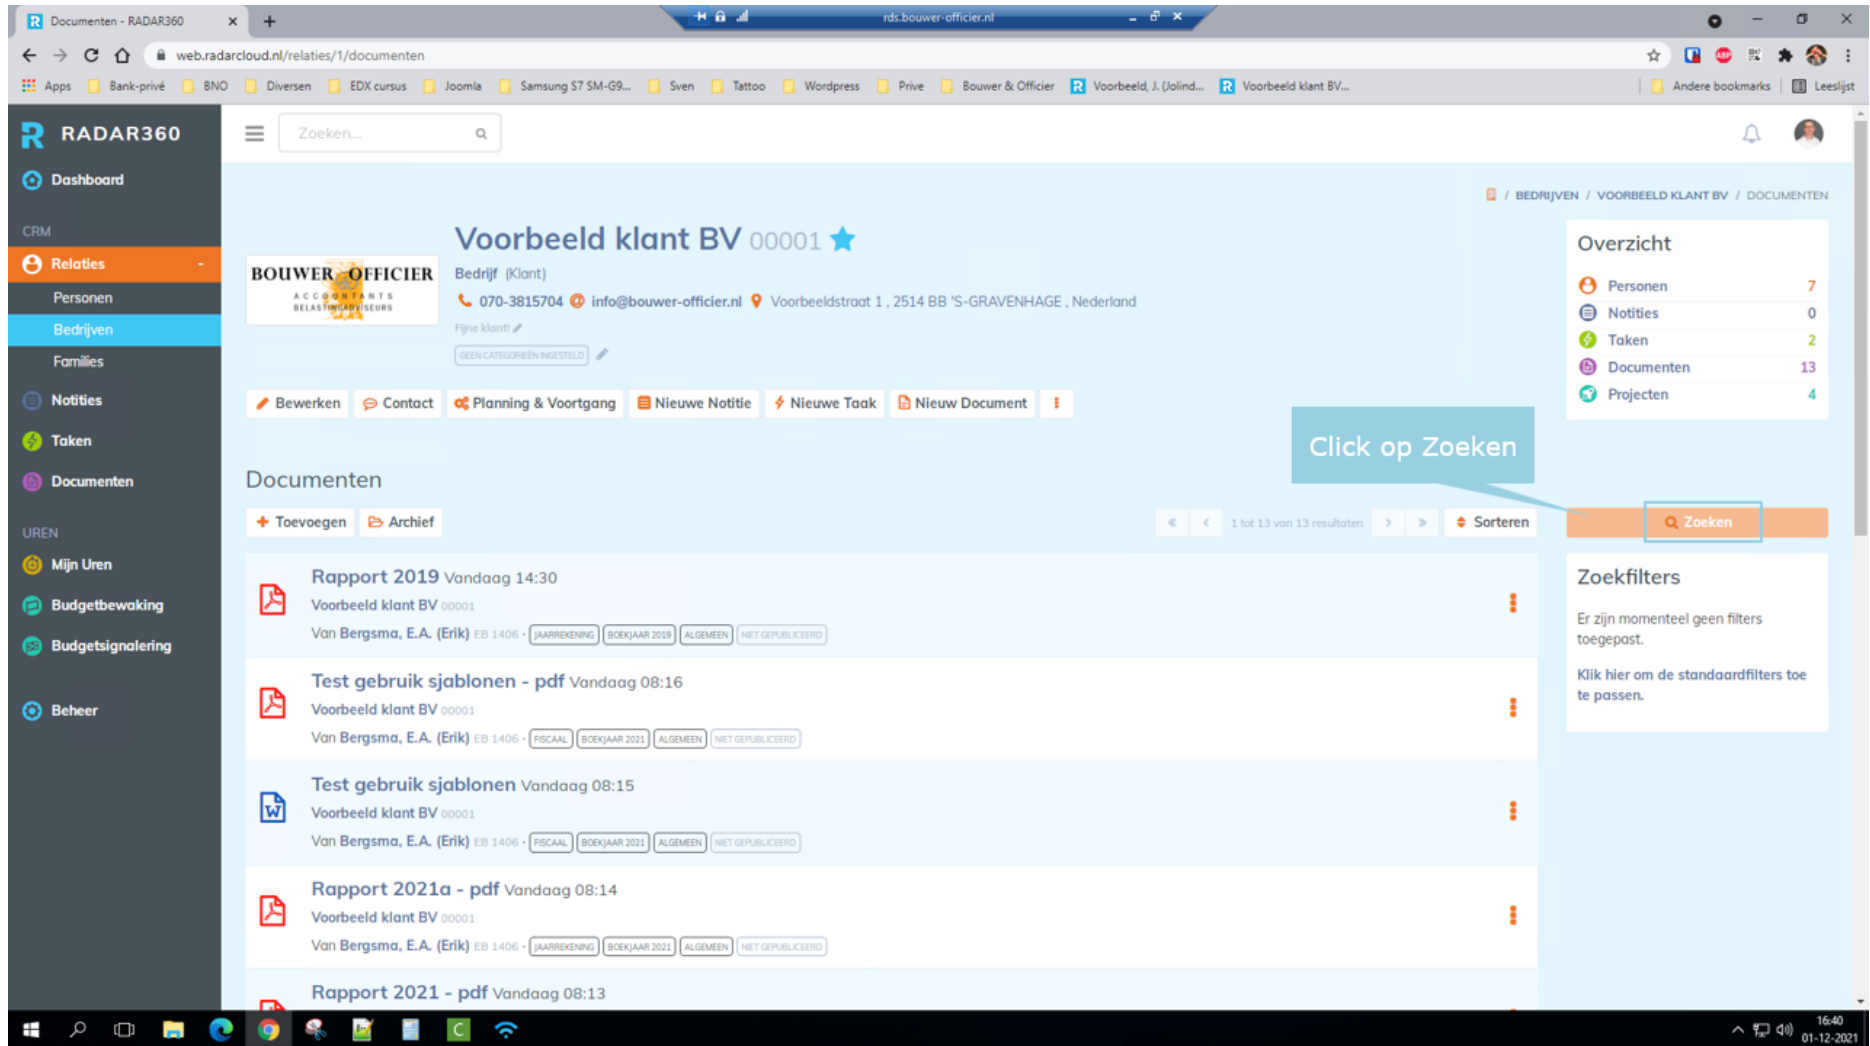 Documenten - RADAR360
rds.bouwer-officier.nl
web.radarcloud.nl/relaties/1/documenten
Apps Bank-privé BNO Diversen EDX cursus Joomla Samsung S7 SM-G9... Sven Tattoo Wordpress Prive Bouwer & Officier Voorbeeld, J. (Jolind... Voorbeeld klant BV... Andere bookmarks Leeslijst
RADAR360
Zoeken...
Dashboard
CRM
Relaties -
Personen
Bedrijven
Families
Notities
Taken
Documenten
UREN
Mijn Uren
Budgetbewaking
Budgetsignalering
Beheer
/ BEDRIJVEN / VOORBEELD KLANT BV / DOCUMENTEN
BOUWER OFFICIER
ACCOUNTANTS
BELASTINGADVISEURS
Voorbeeld klant BV 00001
Bedrijf (Klant)
070-3815704 info@bouwer-officier.nl Voorbeeldstraat 1 , 2514 BB 'S-GRAVENHAGE , Nederland
Fijne klant!
GEEN CATEGORIEËN INGESTELD
Bewerken Contact Planning & Voortgang Nieuwe Notitie Nieuwe Taak Nieuw Document
Overzicht
Personen 7
Notities 0
Taken 2
Documenten 13
Projecten 4
Click op Zoeken
Documenten
Toevoegen Archief 1 tot 13 van 13 resultaten Sorteren
Zoeken
Zoekfilters
Er zijn momenteel geen filters
toegepast.
Klik hier om de standaardfilters toe
te passen.
Rapport 2019 Vandaag 14:30
Voorbeeld klant BV 00001
Van Bergsma, E.A. (Erik) EB 1406 · JAARREKENING BOEKJAAR 2019 ALGEMEEN NIET GEPUBLICEERD
Test gebruik sjablonen - pdf Vandaag 08:16
Voorbeeld klant BV 00001
Van Bergsma, E.A. (Erik) EB 1406 · FISCAAL BOEKJAAR 2021 ALGEMEEN NIET GEPUBLICEERD
Test gebruik sjablonen Vandaag 08:15
Voorbeeld klant BV 00001
Van Bergsma, E.A. (Erik) EB 1406 · FISCAAL BOEKJAAR 2021 ALGEMEEN NIET GEPUBLICEERD
Rapport 2021a - pdf Vandaag 08:14
Voorbeeld klant BV 00001
Van Bergsma, E.A. (Erik) EB 1406 · JAARREKENING BOEKJAAR 2021 ALGEMEEN NIET GEPUBLICEERD
Rapport 2021 - pdf Vandaag 08:13
16:40
01-12-2021